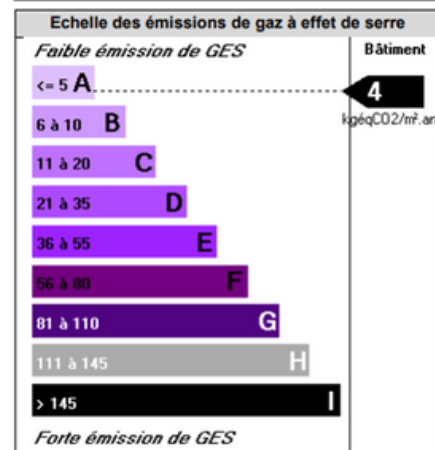 Echelle des émissions de gaz à effet de serre
Faible émission de GES
Bâtiment
<= 5 A
4
kgéqCO2/m².an
6 à 10 B
11 à 20 C
21 à 35 D
36 à 55 E
56 à 80 F
81 à 110 G
111 à 145 H
> 145 I
Forte émission de GES